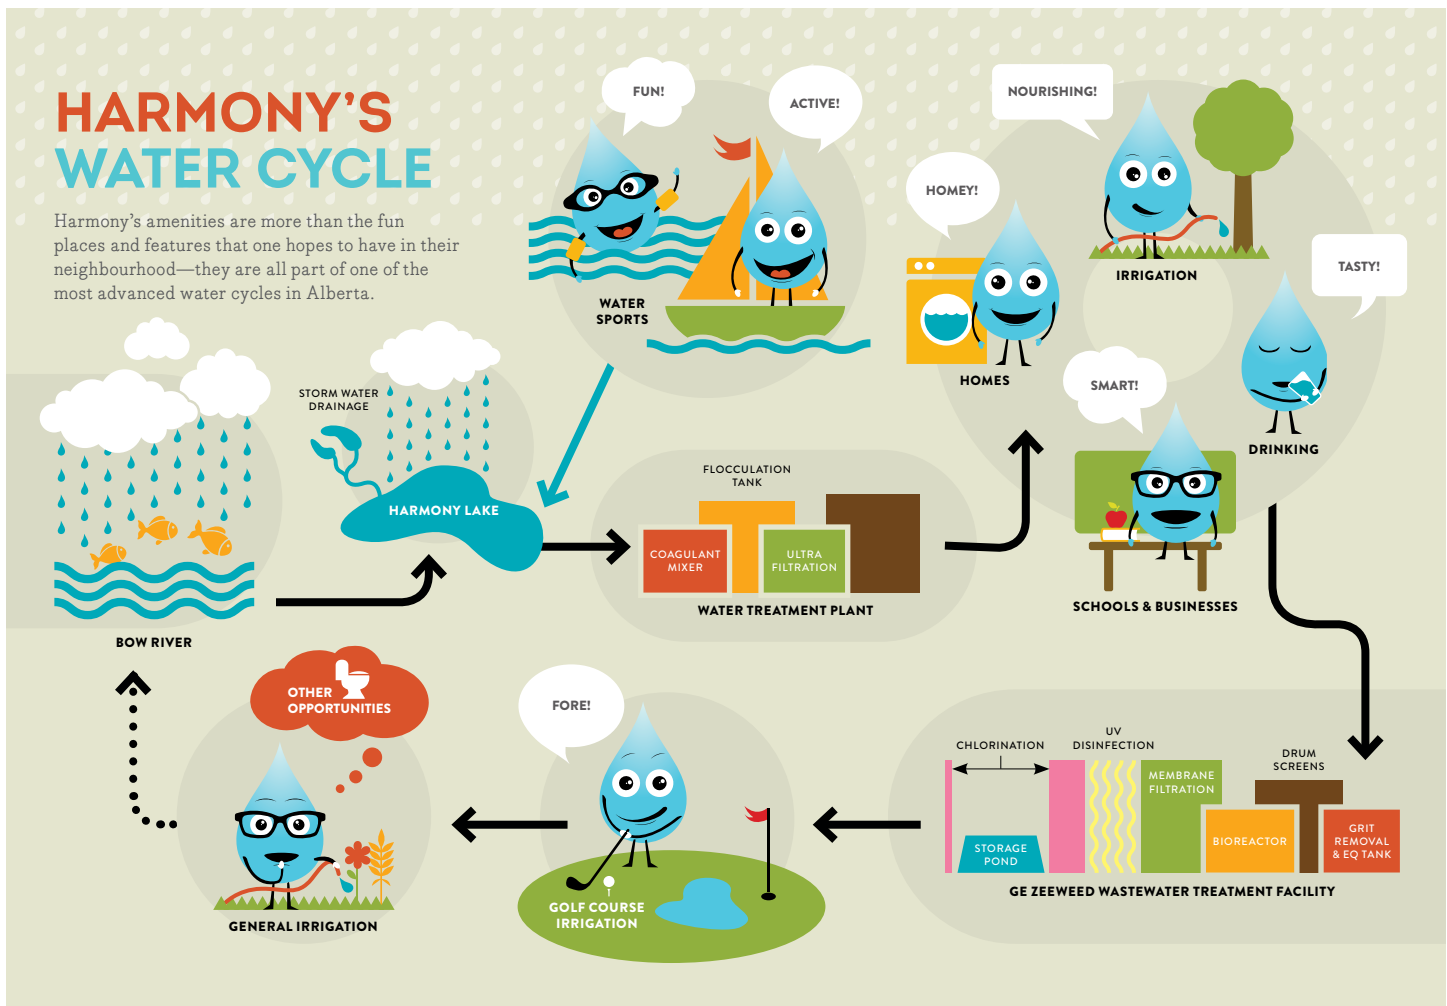 HARMONY'S
WATER CYCLE
Harmony's amenities are more than the fun
places and features that one hopes to have in their
neighbourhood—they are all part of one of the
most advanced water cycles in Alberta.
FUN!
ACTIVE!
WATER
SPORTS
NOURISHING!
IRRIGATION
HOMEY!
HOMES
TASTY!
DRINKING
SMART!
SCHOOLS & BUSINESSES
STORM WATER
DRAINAGE
HARMONY LAKE
BOW RIVER
FLOCCULATION
TANK
COAGULANT
MIXER
ULTRA
FILTRATION
WATER TREATMENT PLANT
OTHER
OPPORTUNITIES
GENERAL IRRIGATION
FORE!
GOLF COURSE
IRRIGATION
CHLORINATION
UV
DISINFECTION
MEMBRANE
FILTRATION
DRUM
SCREENS
STORAGE
POND
BIOREACTOR
GRIT
REMOVAL
& EQ TANK
GE ZEEWEED WASTEWATER TREATMENT FACILITY